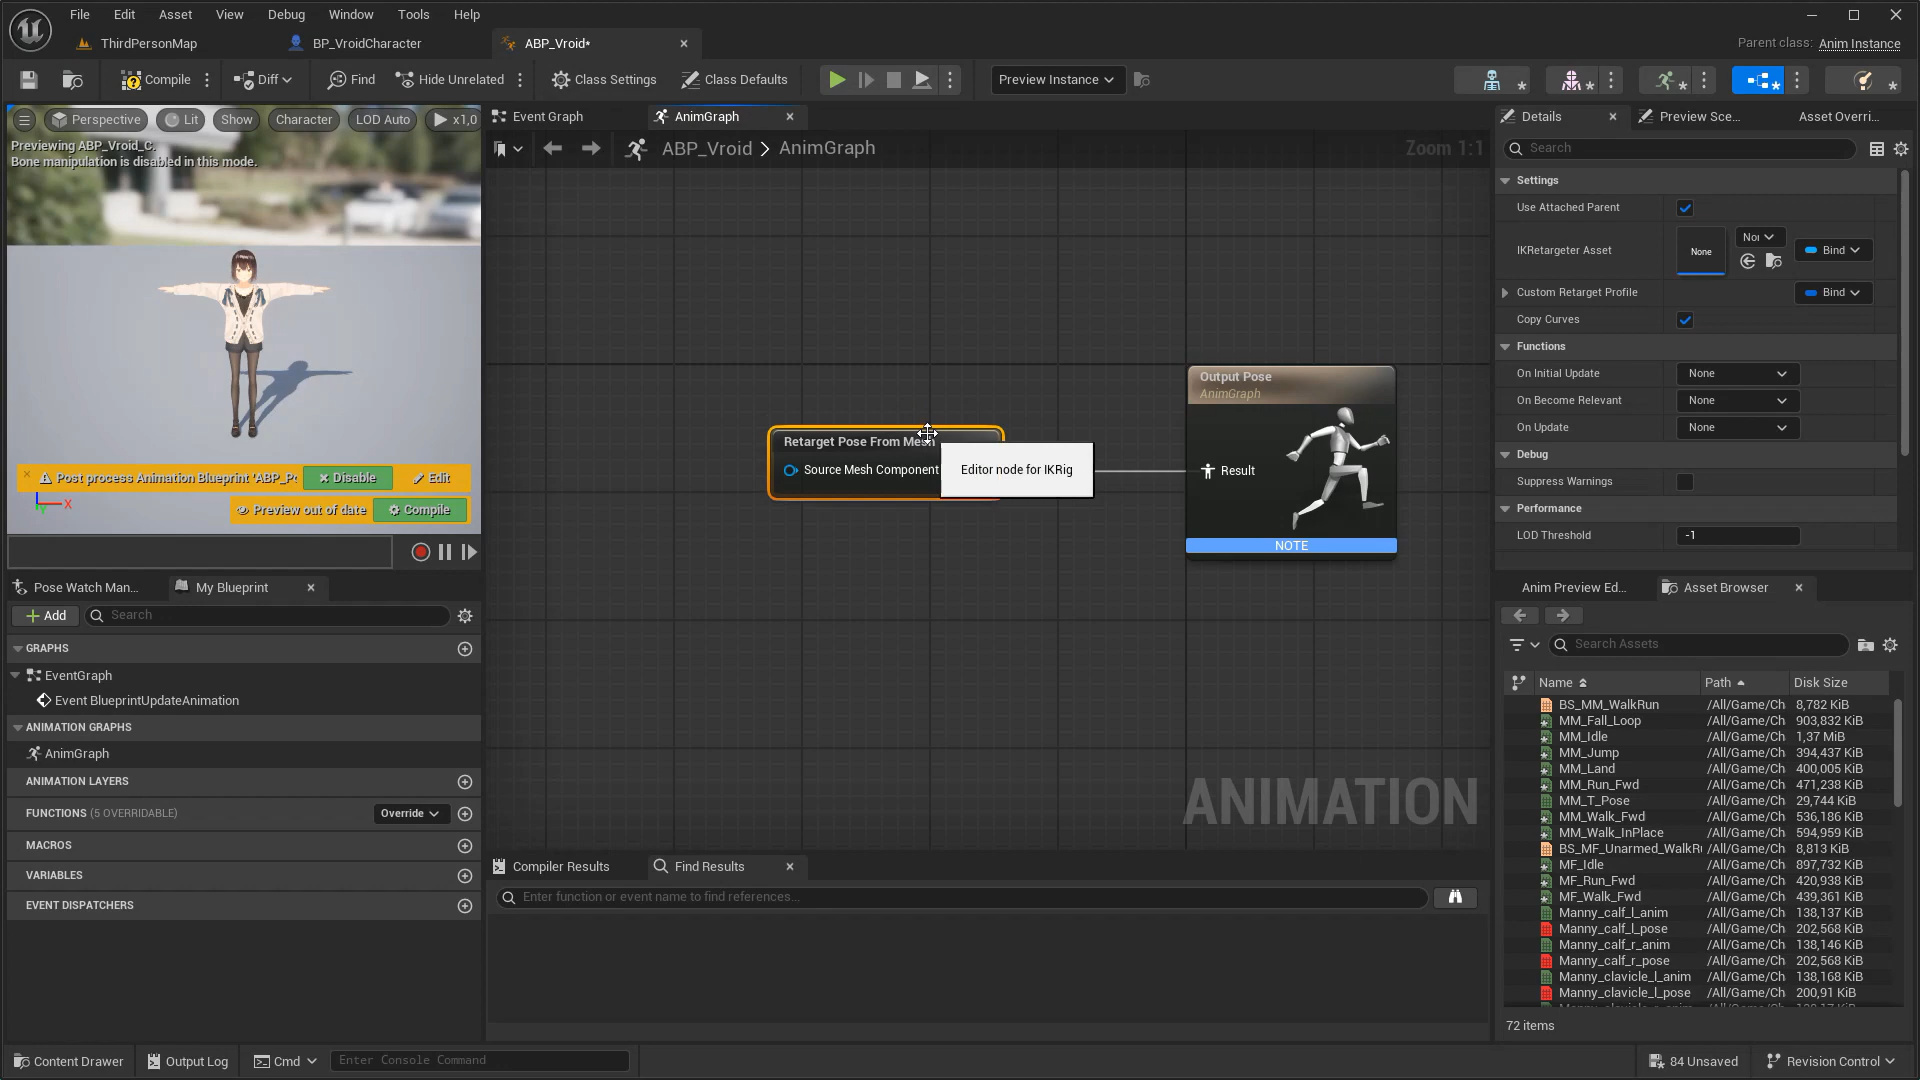 File Edit Asset View Debug Window Tools Help
ThirdPersonMap BP_VroidCharacter ABP_Vroid*
Parent class: Anim Instance
Compile Diff Find Hide Unrelated Class Settings Class Defaults Preview Instance
Perspective Lit Show Character LOD Auto x1,0
Previewing ABP_Vroid_C.
Bone manipulation is disabled in this mode.
Post process Animation Blueprint 'ABP_P Disable Edit
Preview out of date Compile
X
Event Graph AnimGraph
ABP_Vroid > AnimGraph
Zoom 1:1
Retarget Pose From Mesh
Source Mesh Component
Editor node for IKRig
Output Pose
AnimGraph
Result
NOTE
ANIMATION
Pose Watch Man... My Blueprint
Add Search
GRAPHS
EventGraph
Event BlueprintUpdateAnimation
ANIMATION GRAPHS
AnimGraph
ANIMATION LAYERS
FUNCTIONS (5 OVERRIDABLE) Override
MACROS
VARIABLES
EVENT DISPATCHERS
Compiler Results Find Results
Enter function or event name to find references...
Details Preview Sce... Asset Overri...
Search
Settings
Use Attached Parent
IKRetargeter Asset None Bind
Custom Retarget Profile Bind
Copy Curves
Functions
On Initial Update None
On Become Relevant None
On Update None
Debug
Suppress Warnings
Performance
LOD Threshold -1
Anim Preview Ed... Asset Browser
Search Assets
Name Path Disk Size
BS_MM_WalkRun /All/Game/Ch 8,782 KiB
MM_Fall_Loop /All/Game/Ch 903,832 KiB
MM_Idle /All/Game/Ch 1,37 MiB
MM_Jump /All/Game/Ch 394,437 KiB
MM_Land /All/Game/Ch 400,005 KiB
MM_Run_Fwd /All/Game/Ch 471,238 KiB
MM_T_Pose /All/Game/Ch 29,744 KiB
MM_Walk_Fwd /All/Game/Ch 536,186 KiB
MM_Walk_InPlace /All/Game/Ch 594,959 KiB
BS_MF_Unarmed_WalkRu /All/Game/Ch 8,813 KiB
MF_Idle /All/Game/Ch 897,732 KiB
MF_Run_Fwd /All/Game/Ch 420,938 KiB
MF_Walk_Fwd /All/Game/Ch 439,361 KiB
Manny_calf_l_anim /All/Game/Ch 138,137 KiB
Manny_calf_l_pose /All/Game/Ch 202,568 KiB
Manny_calf_r_anim /All/Game/Ch 138,146 KiB
Manny_calf_r_pose /All/Game/Ch 202,568 KiB
Manny_clavicle_l_anim /All/Game/Ch 138,168 KiB
Manny_clavicle_l_pose /All/Game/Ch 200,91 KiB
72 items
Content Drawer Output Log Cmd Enter Console Command
84 Unsaved Revision Control